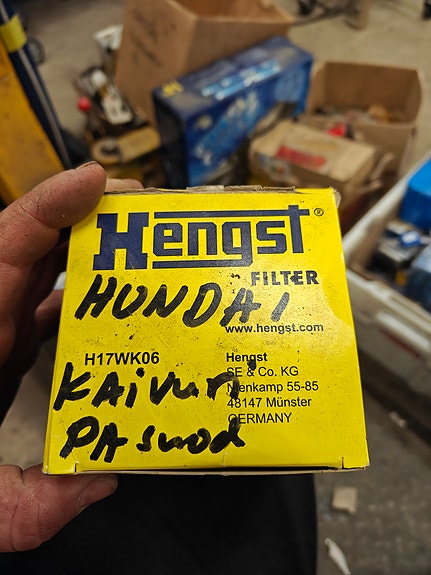 Hengst®
FILTER
HUNDAI
www.hengst.com
H17WK06
Hengst
SE & Co. KG
Nienkamp 55-85
48147 Münster
GERMANY
KAivuri
PA suod